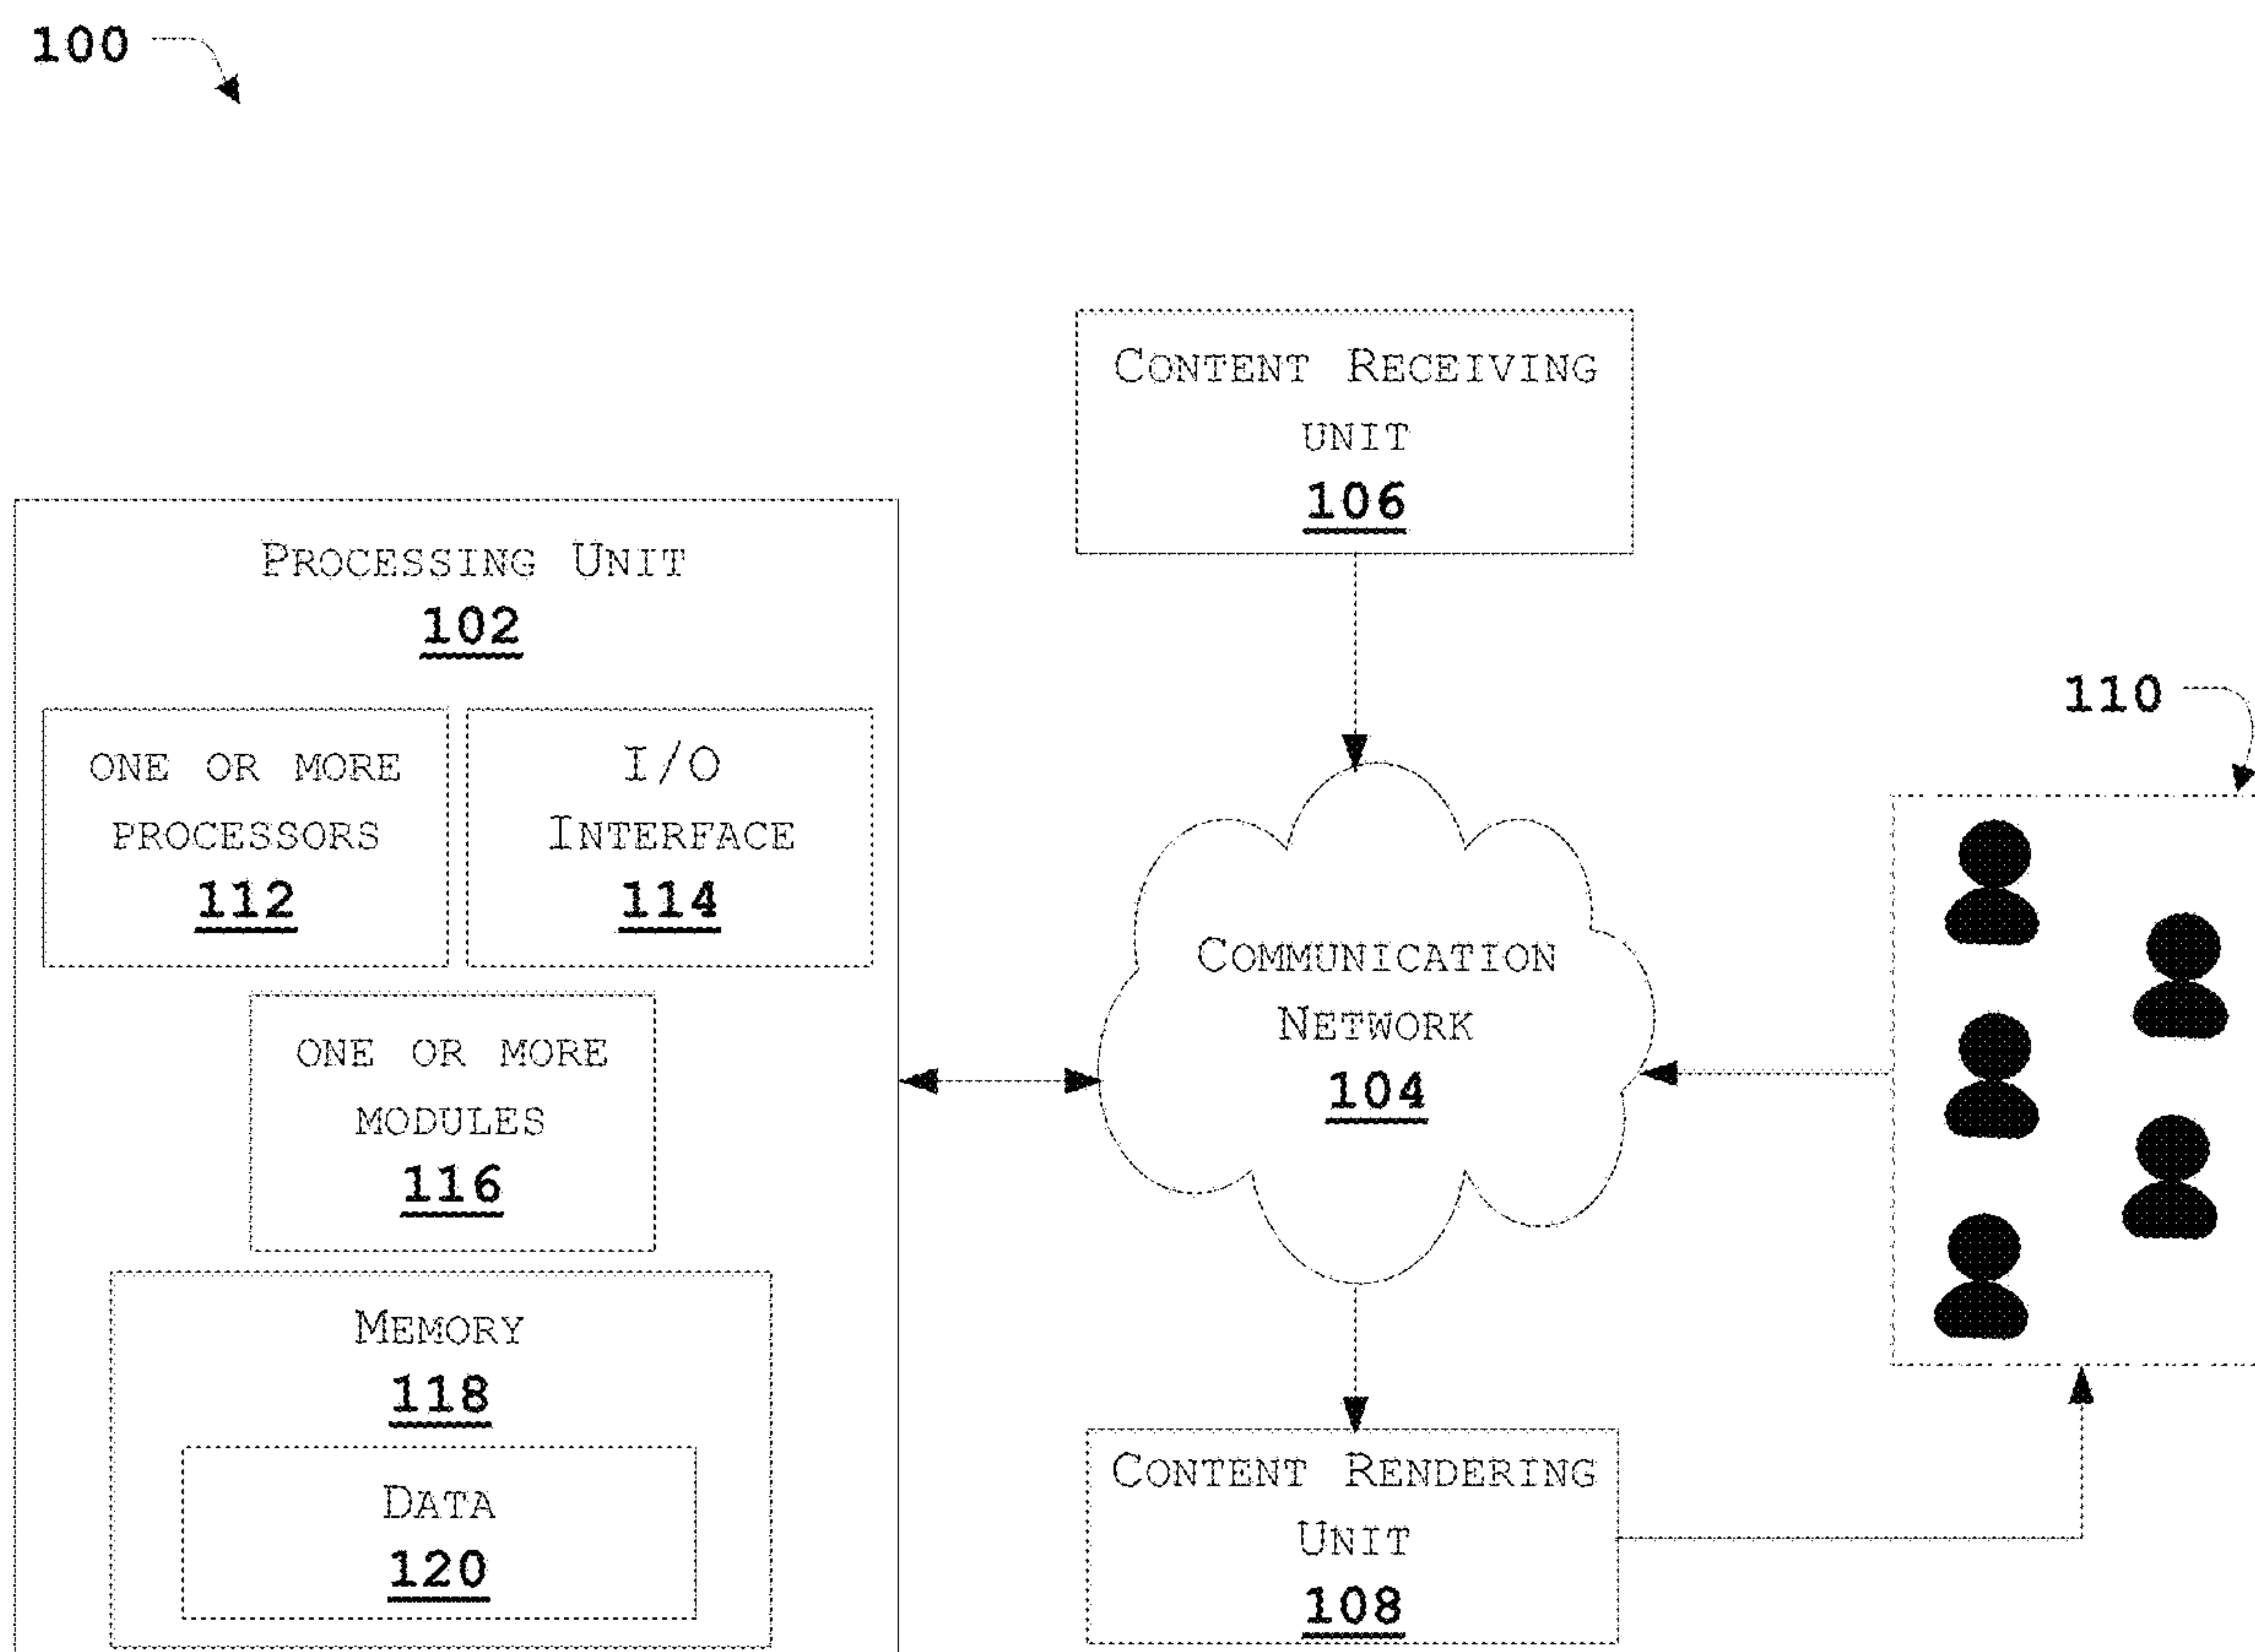 100
Content Receiving
unit
106
Processing Unit
102
one or more
processors
112
I/O
Interface
114
one or more
modules
116
Memory
118
Data
120
Communication
Network
104
110
Content Rendering
Unit
108